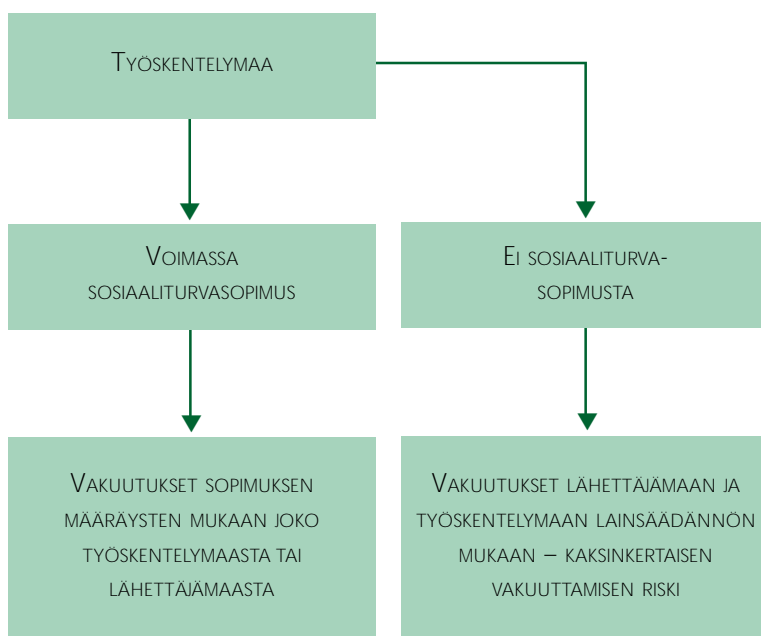 Työskentelymaa
Voimassa
sosiaaliturvasopimus
Ei sosiaaliturva-
sopimusta
Vakuutukset sopimuksen
määräysten mukaan joko
työskentelymaasta tai
lähettäjämaasta
Vakuutukset lähettäjämaan ja
työskentelymaan lainsäädännön
mukaan – kaksinkertaisen
vakuuttamisen riski